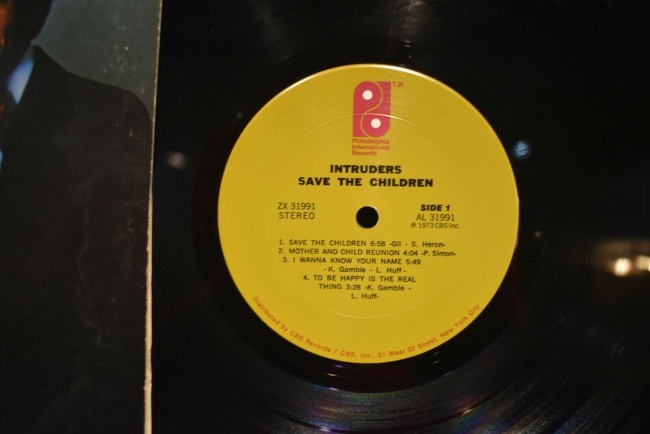 T.M.
Philadelphia
International
Records
INTRUDERS
SAVE THE CHILDREN
ZX 31991
STEREO
SIDE 1
AL 31991
℗ 1973 CBS Inc.
1. SAVE THE CHILDREN 6:58 -Gil - S. Heron-
2. MOTHER AND CHILD REUNION 4:04 -P. Simon-
3. I WANNA KNOW YOUR NAME 5:49
-K. Gamble - L. Huff-
4. TO BE HAPPY IS THE REAL
THING 3:28 -K. Gamble -
L. Huff-
Distributed by CBS Records / CBS, Inc., 51 West 52 Street, New York City